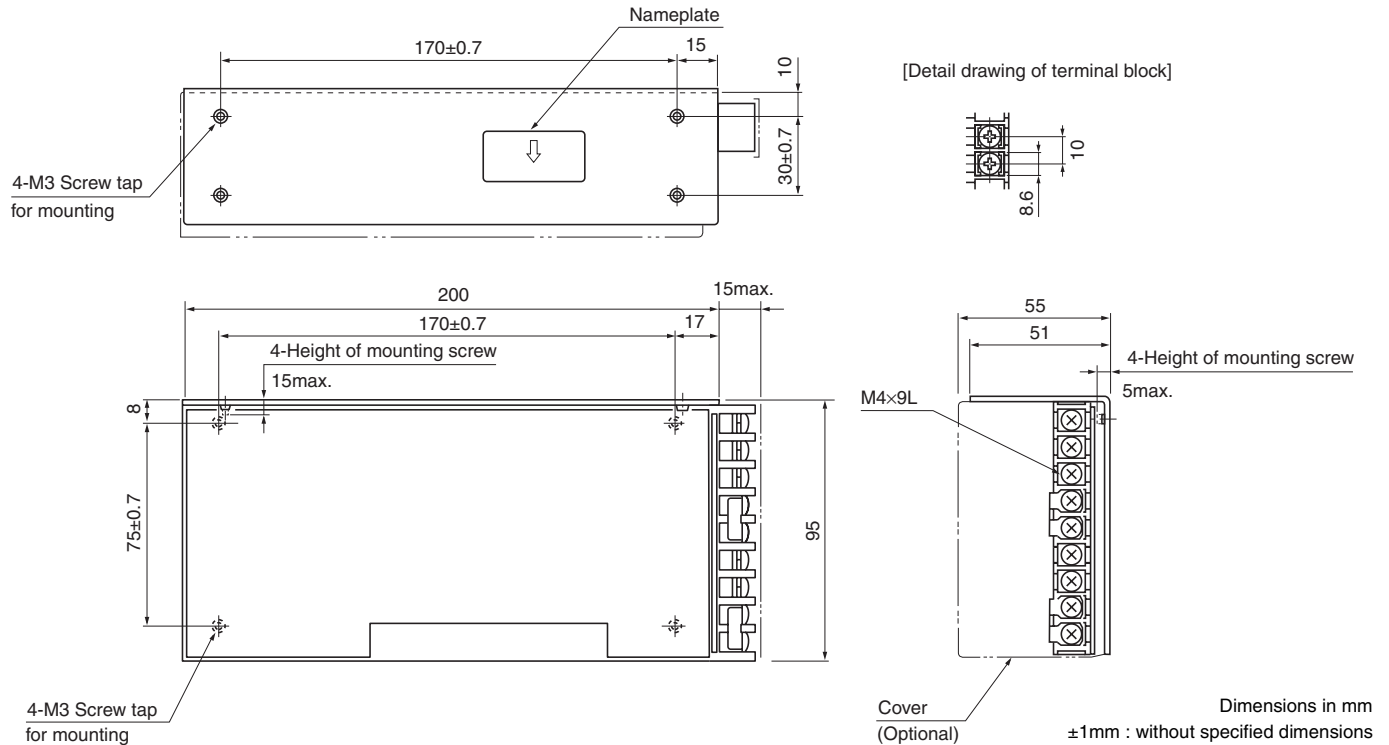 Nameplate
170±0.7
15
10
30±0.7
4-M3 Screw tap
for mounting
[Detail drawing of terminal block]
10
8.6
200
15max.
170±0.7
17
4-Height of mounting screw
15max.
8
75±0.7
95
4-M3 Screw tap
for mounting
55
51
4-Height of mounting screw
5max.
M4×9L
Cover
(Optional)
Dimensions in mm
±1mm : without specified dimensions